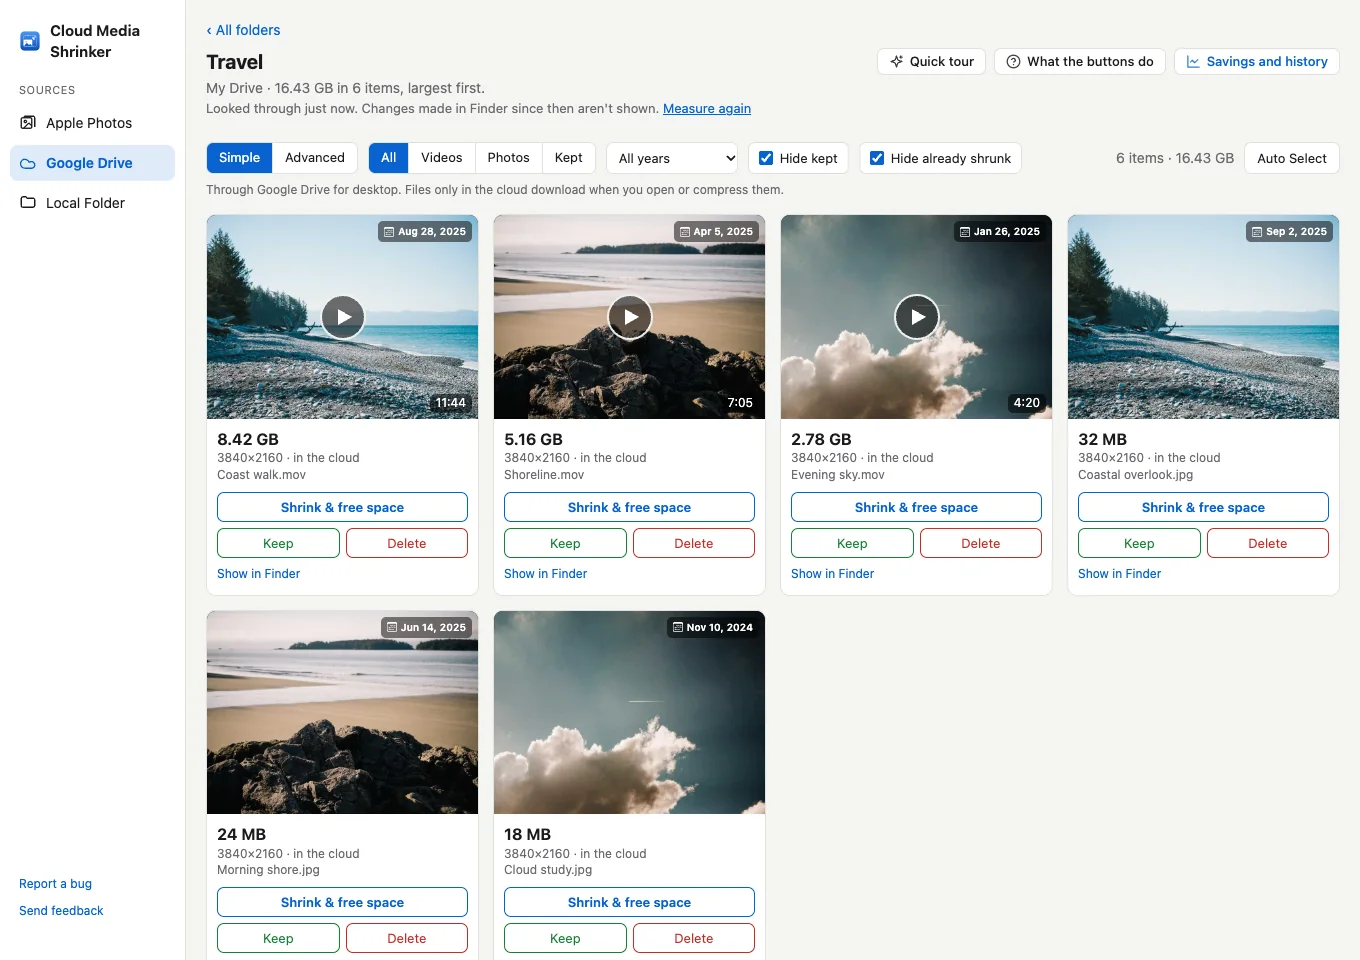 Cloud Media
Shrinker
SOURCES
Apple Photos
Google Drive
Local Folder
Report a bug
Send feedback
‹ All folders
Travel
My Drive · 16.43 GB in 6 items, largest first.
Looked through just now. Changes made in Finder since then aren't shown. Measure again
Quick tour
What the buttons do
Savings and history
Simple Advanced
All Videos Photos Kept
All years
Hide kept
Hide already shrunk
6 items · 16.43 GB
Auto Select
Through Google Drive for desktop. Files only in the cloud download when you open or compress them.
Aug 28, 2025
11:44
8.42 GB
3840×2160 · in the cloud
Coast walk.mov
Shrink & free space
Keep Delete
Show in Finder
Apr 5, 2025
7:05
5.16 GB
3840×2160 · in the cloud
Shoreline.mov
Shrink & free space
Keep Delete
Show in Finder
Jan 26, 2025
4:20
2.78 GB
3840×2160 · in the cloud
Evening sky.mov
Shrink & free space
Keep Delete
Show in Finder
Sep 2, 2025
32 MB
3840×2160 · in the cloud
Coastal overlook.jpg
Shrink & free space
Keep Delete
Show in Finder
Jun 14, 2025
24 MB
3840×2160 · in the cloud
Morning shore.jpg
Shrink & free space
Keep Delete
Nov 10, 2024
18 MB
3840×2160 · in the cloud
Cloud study.jpg
Shrink & free space
Keep Delete